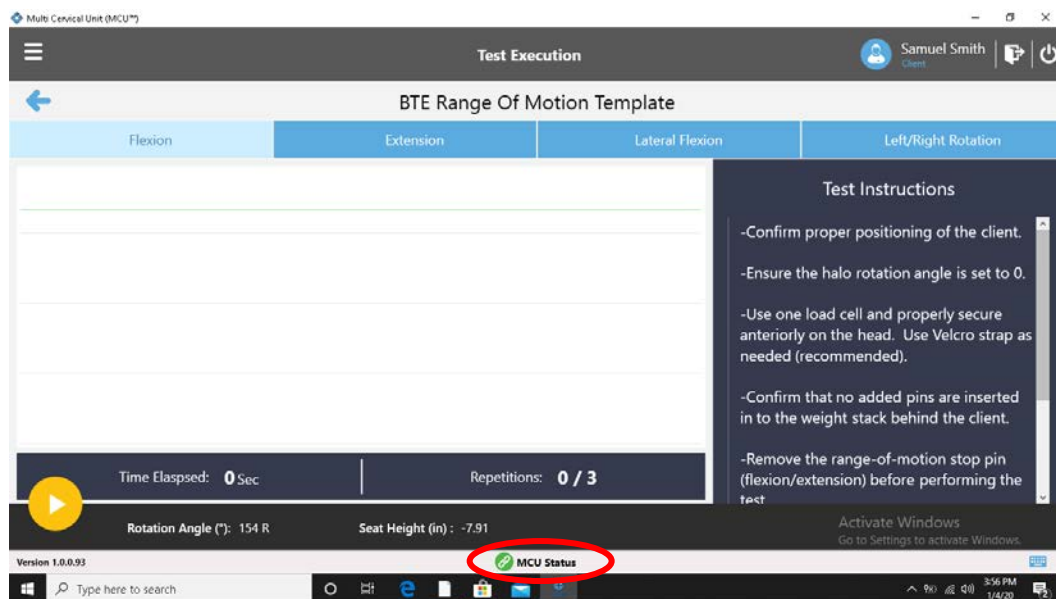 Multi Cervical Unit (MCU™)
Test Execution
Samuel Smith
Client
BTE Range Of Motion Template
Flexion
Extension
Lateral Flexion
Left/Right Rotation
Test Instructions
-Confirm proper positioning of the client.
-Ensure the halo rotation angle is set to 0.
-Use one load cell and properly secure
anteriorly on the head. Use Velcro strap as
needed (recommended).
-Confirm that no added pins are inserted
in to the weight stack behind the client.
-Remove the range-of-motion stop pin
(flexion/extension) before performing the
test
Time Elaspsed: 0 Sec
Repetitions: 0 / 3
Rotation Angle (°): 154 R
Seat Height (in) : -7.91
Activate Windows
Go to Settings to activate Windows.
Version 1.0.0.93
MCU Status
Type here to search
3:56 PM
1/4/20